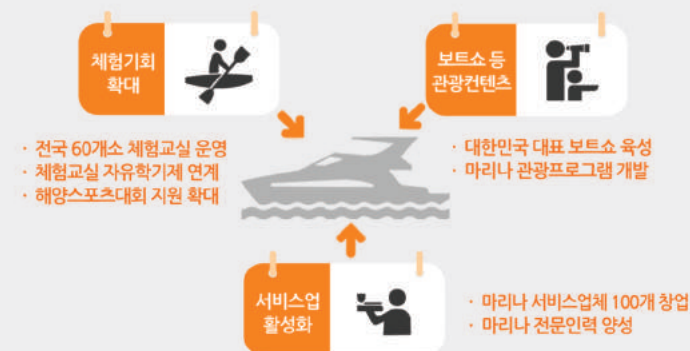 체험기회
확대
보트쇼 등
관광컨텐츠
· 전국 60개소 체험교실 운영
· 체험교실 자유학기제 연계
· 해양스포츠대회 지원 확대
· 대한민국 대표 보트쇼 육성
· 마리나 관광프로그램 개발
서비스업
활성화
· 마리나 서비스업체 100개 창업
· 마리나 전문인력 양성